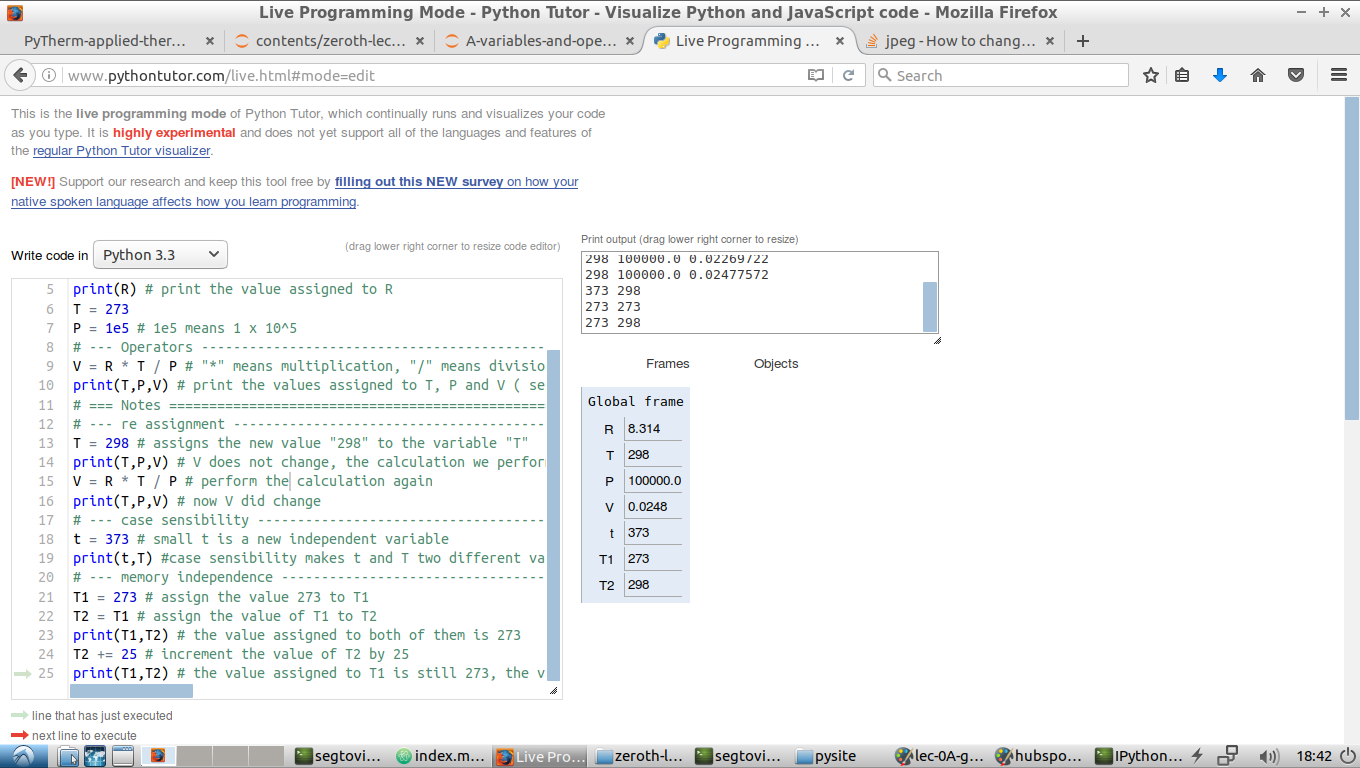 Live Programming Mode - Python Tutor - Visualize Python and JavaScript code - Mozilla Firefox
PyTherm-applied-ther... × contents/zeroth-lec... × A-variables-and-ope... × Live Programming ... × jpeg - How to chang... × +
www.pythontutor.com/live.html#mode=edit Search
This is the live programming mode of Python Tutor, which continually runs and visualizes your code
as you type. It is highly experimental and does not yet support all of the languages and features of
the regular Python Tutor visualizer.
[NEW!] Support our research and keep this tool free by filling out this NEW survey on how your
native spoken language affects how you learn programming.
Write code in Python 3.3 (drag lower right corner to resize code editor)
5 print(R) # print the value assigned to R
6 T = 273
7 P = 1e5 # 1e5 means 1 x 10^5
8 # --- Operators ---------------------------------------
9 V = R * T / P # "*" means multiplication, "/" means divisio
10 print(T,P,V) # print the values assigned to T, P and V ( se
11 # === Notes ===============================================
12 # --- re assignment ---------------------------------------
13 T = 298 # assigns the new value "298" to the variable "T"
14 print(T,P,V) # V does not change, the calculation we perfor
15 V = R * T / P # perform the calculation again
16 print(T,P,V) # now V did change
17 # --- case sensibility ------------------------------------
18 t = 373 # small t is a new independent variable
19 print(t,T) #case sensibility makes t and T two different va
20 # --- memory independence ---------------------------------
21 T1 = 273 # assign the value 273 to T1
22 T2 = T1 # assign the value of T1 to T2
23 print(T1,T2) # the value assigned to both of them is 273
24 T2 += 25 # increment the value of T2 by 25
25 print(T1,T2) # the value assigned to T1 is still 273, the v
line that has just executed
next line to execute
Print output (drag lower right corner to resize)
298 100000.0 0.02269722
298 100000.0 0.02477572
373 298
273 273
273 298
Frames Objects
Global frame
R 8.314
T 298
P 100000.0
V 0.0248
t 373
T1 273
T2 298
segtovi... index.m... Live Pro... zeroth-l... segtovi... pysite lec-0A-g... hubspo... IPython... 18:42